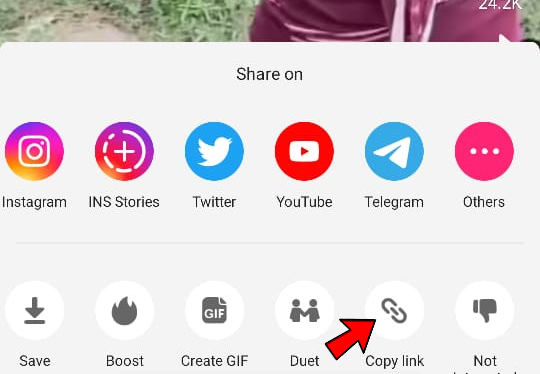 24.2K
Share on
Instagram
INS Stories
Twitter
YouTube
Telegram
Others
GIF
Save
Boost
Create GIF
Duet
Copy link
Not